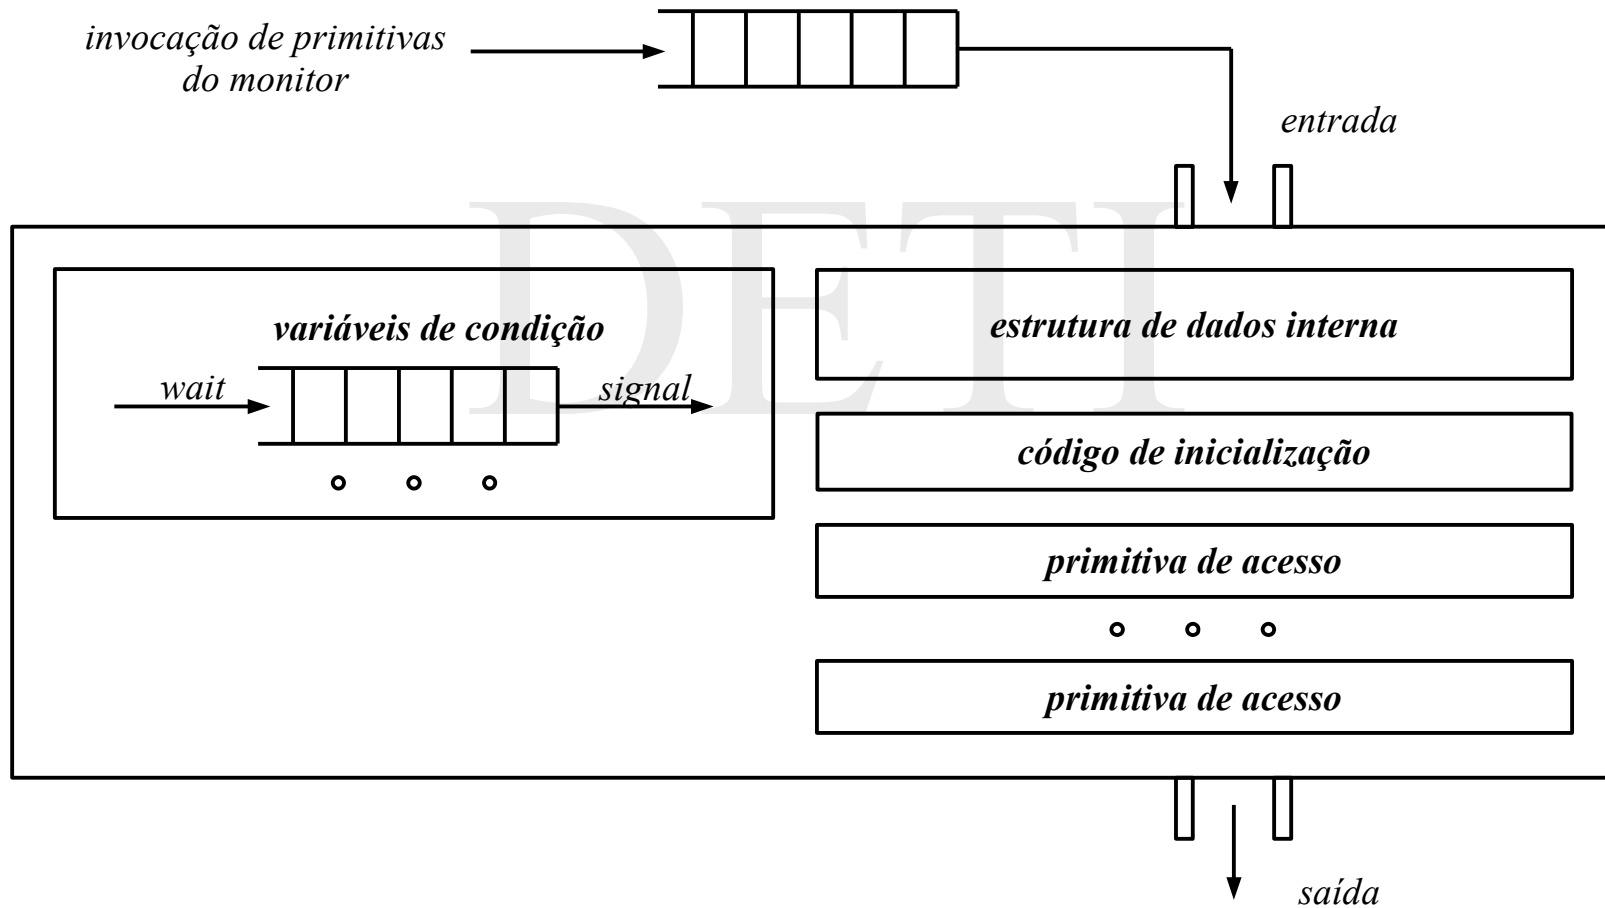 invocação de primitivas
do monitor
entrada
DETI
variáveis de condição
wait
signal
estrutura de dados interna
código de inicialização
primitiva de acesso
primitiva de acesso
saída